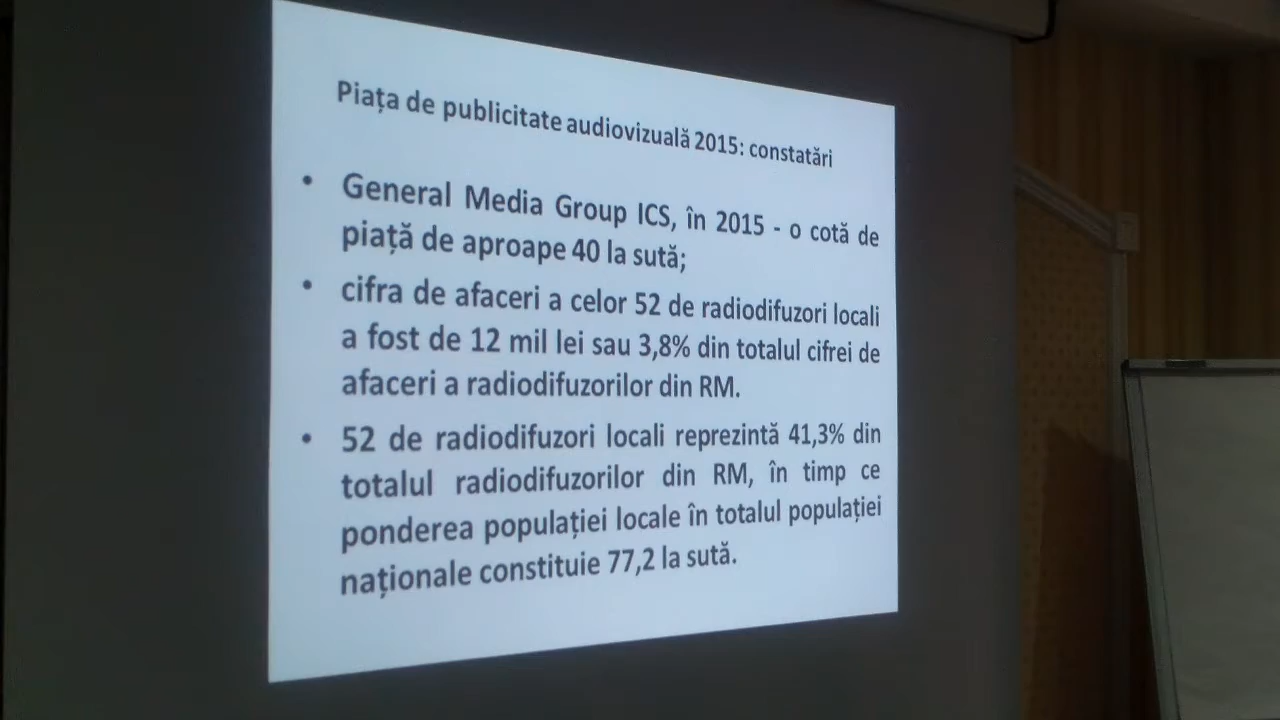 Piața de publicitate audiovizuală 2015: constatări
• General Media Group ICS, în 2015 - o cotă de
piață de aproape 40 la sută;
• cifra de afaceri a celor 52 de radiodifuzori locali
a fost de 12 mil lei sau 3,8% din totalul cifrei de
afaceri a radiodifuzorilor din RM.
• 52 de radiodifuzori locali reprezintă 41,3% din
totalul radiodifuzorilor din RM, în timp ce
ponderea populației locale în totalul populației
naționale constituie 77,2 la sută.